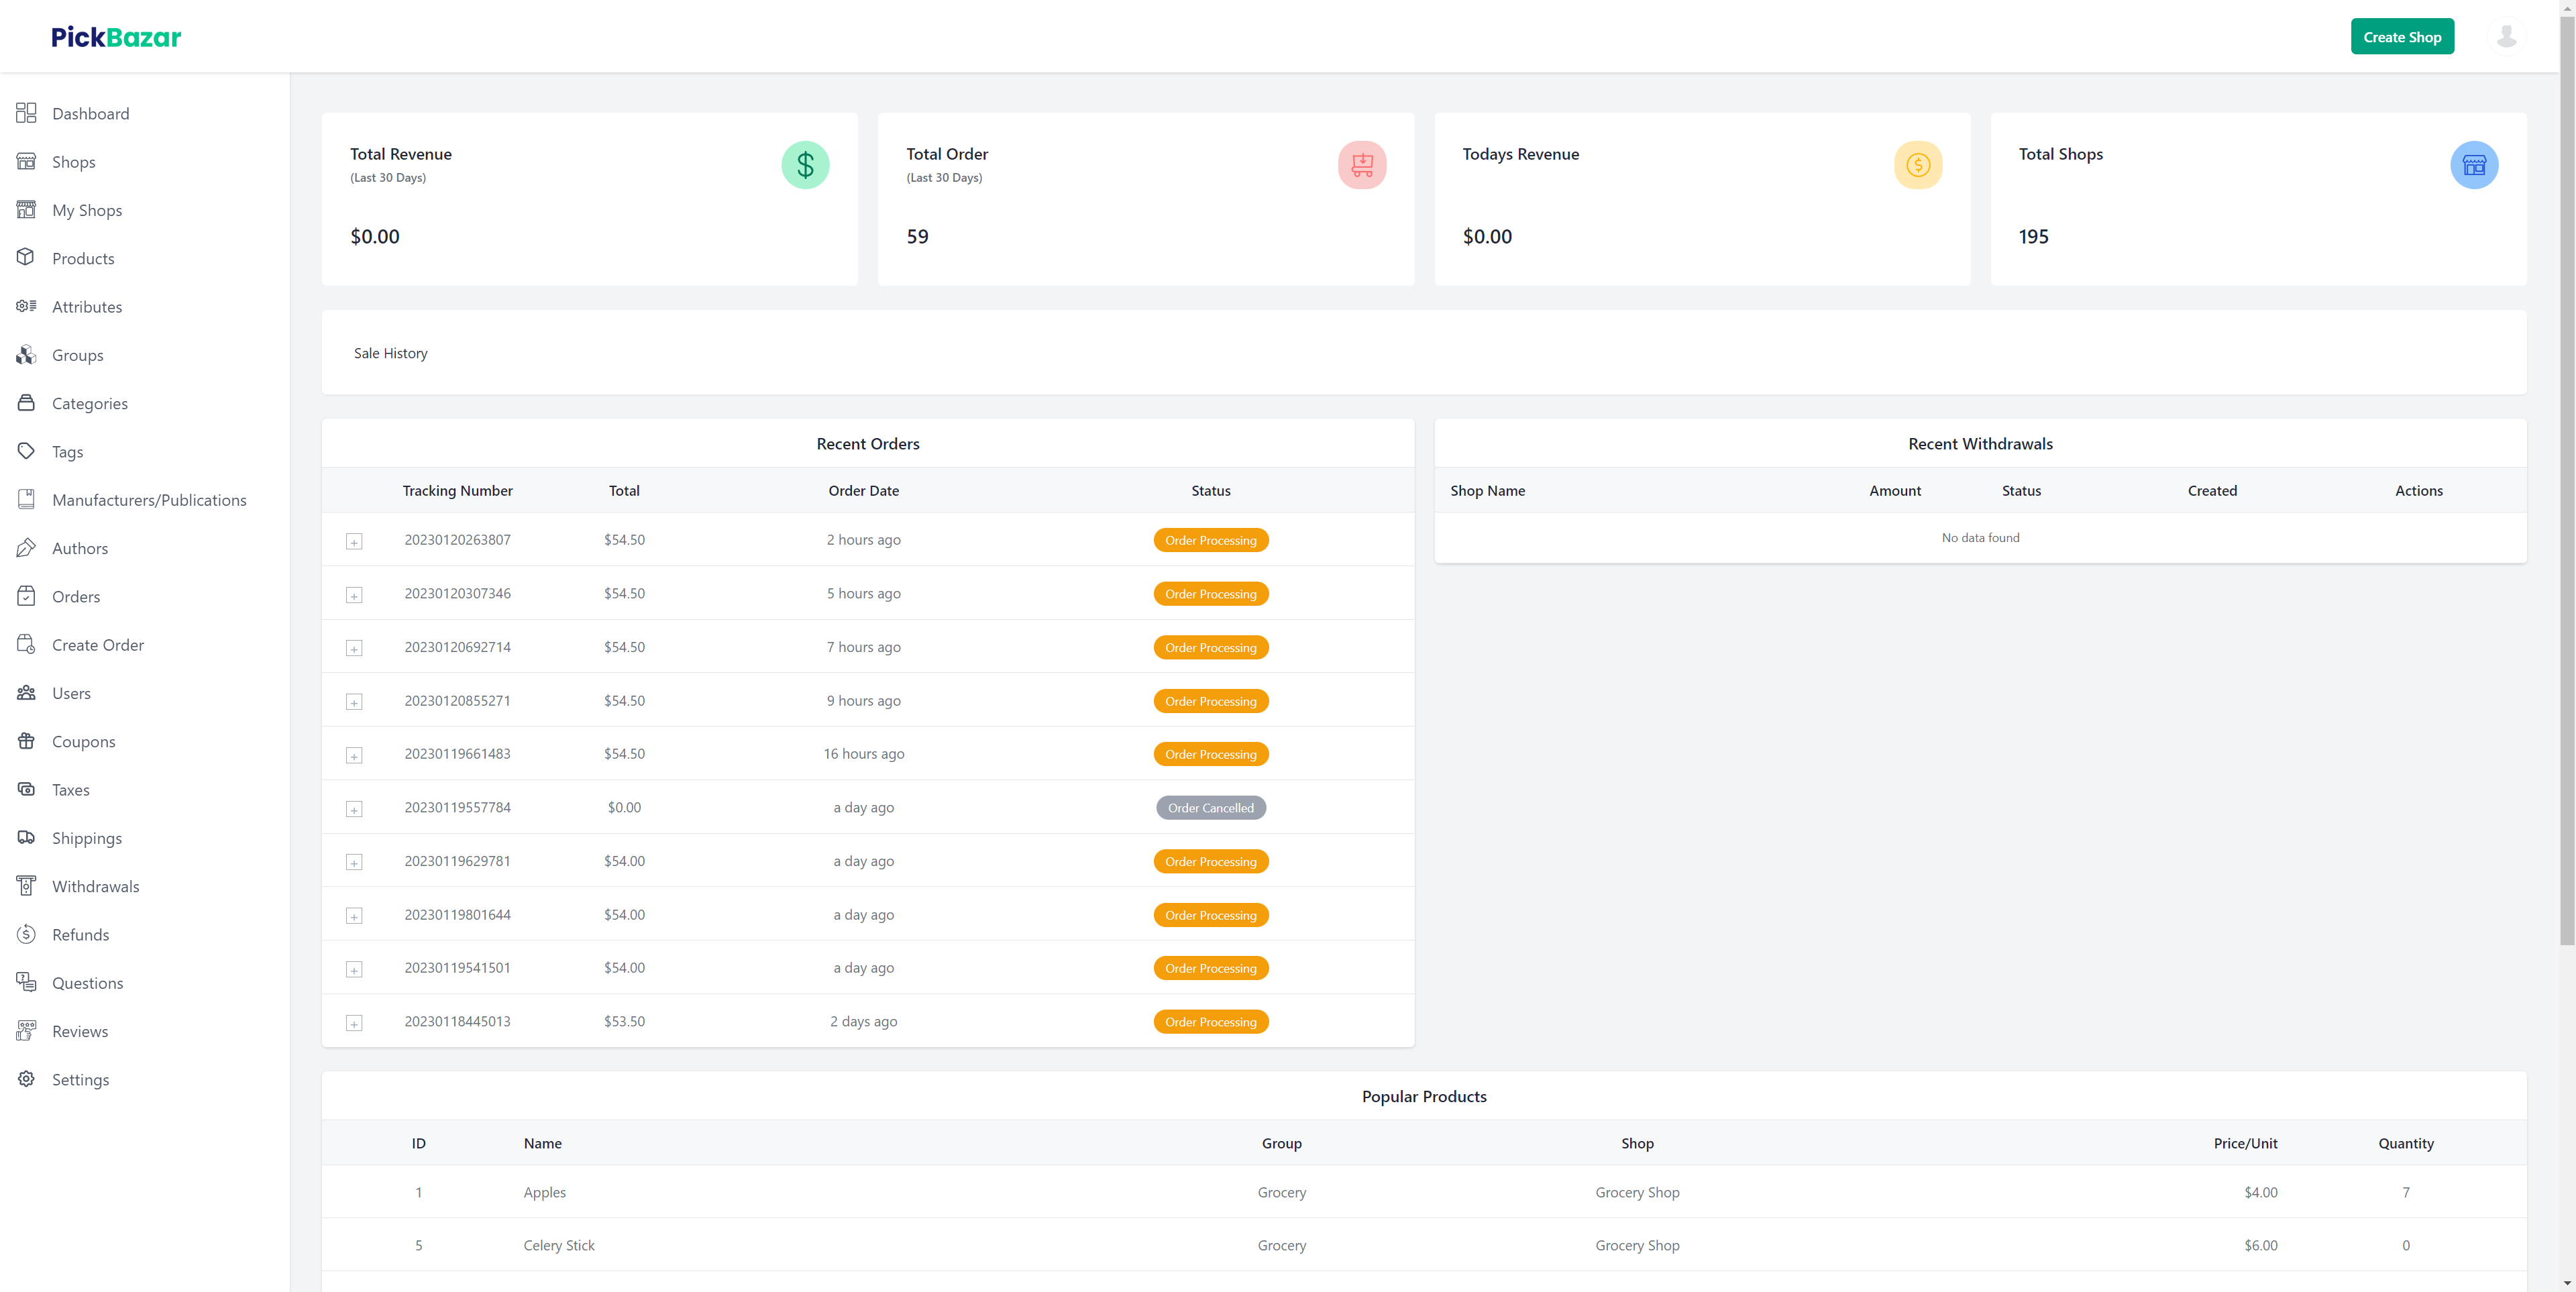 PickBazar
Create Shop
Dashboard
Shops
My Shops
Products
Attributes
Groups
Categories
Tags
Manufacturers/Publications
Authors
Orders
Create Order
Users
Coupons
Taxes
Shippings
Withdrawals
Refunds
Questions
Reviews
Settings
Total Revenue
(Last 30 Days)
$0.00
Total Order
(Last 30 Days)
59
Todays Revenue
$0.00
Total Shops
195
Sale History
Recent Orders
Tracking Number Total Order Date Status
20230120263807 $54.50 2 hours ago Order Processing
20230120307346 $54.50 5 hours ago Order Processing
20230120692714 $54.50 7 hours ago Order Processing
20230120855271 $54.50 9 hours ago Order Processing
20230119661483 $54.50 16 hours ago Order Processing
20230119557784 $0.00 a day ago Order Cancelled
20230119629781 $54.00 a day ago Order Processing
20230119801644 $54.00 a day ago Order Processing
20230119541501 $54.00 a day ago Order Processing
20230118445013 $53.50 2 days ago Order Processing
Recent Withdrawals
Shop Name Amount Status Created Actions
No data found
Popular Products
ID Name Group Shop Price/Unit Quantity
1 Apples Grocery Grocery Shop $4.00 7
5 Celery Stick Grocery Grocery Shop $6.00 0